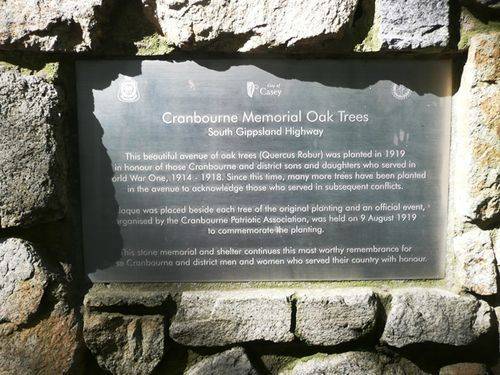 City of
Casey
Cranbourne Memorial Oak Trees
South Gippsland Highway
This beautiful avenue of oak trees (Quercus Robur) was planted in 1919
in honour of those Cranbourne and district sons and daughters who served in
orld War One, 1914 - 1918. Since this time, many more trees have been planted
in the avenue to acknowledge those who served in subsequent conflicts.
plaque was placed beside each tree of the original planting and an official event,
organised by the Cranbourne Patriotic Association, was held on 9 August 1919
to commemorate the planting.
This stone memorial and shelter continues this most worthy remembrance for
Cranbourne and district men and women who served their country with honour.